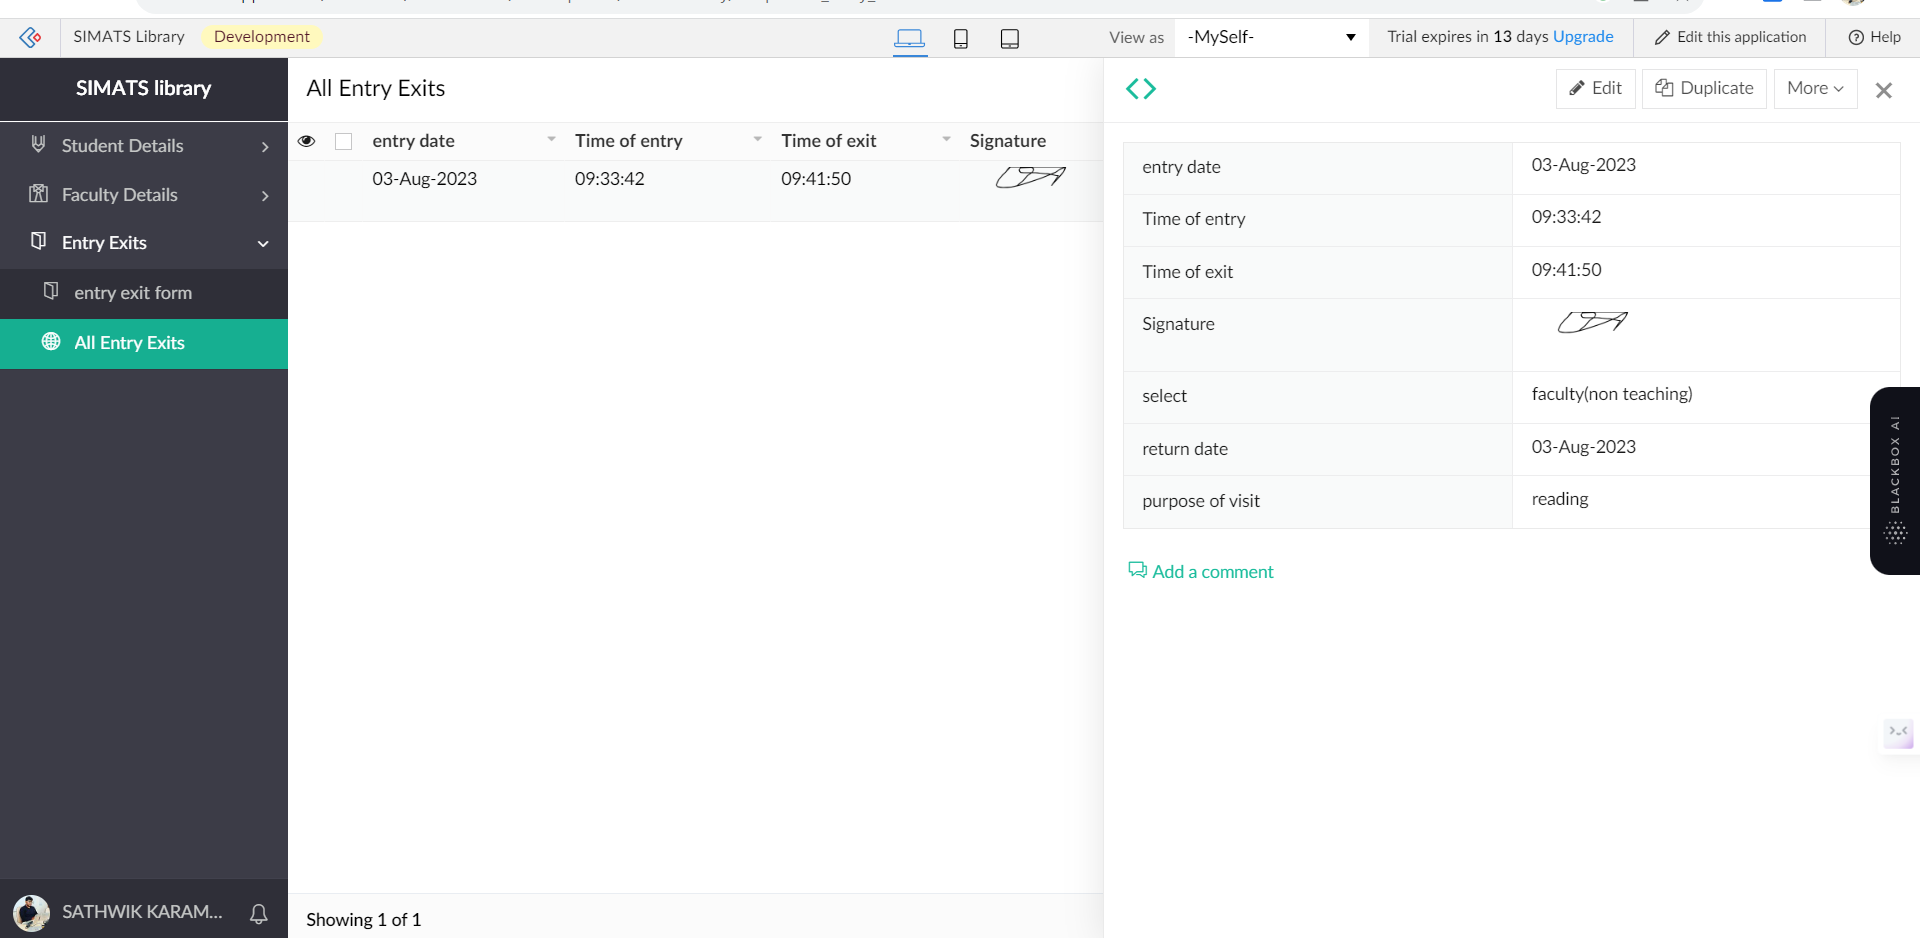 SIMATS Library Development View as -MySelf- Trial expires in 13 days Upgrade Edit this application Help
SIMATS library
Student Details
Faculty Details
Entry Exits
entry exit form
All Entry Exits
SATHWIK KARAM...
All Entry Exits
entry date Time of entry Time of exit Signature
03-Aug-2023 09:33:42 09:41:50
Showing 1 of 1
Edit Duplicate More
entry date 03-Aug-2023
Time of entry 09:33:42
Time of exit 09:41:50
Signature
select faculty(non teaching)
return date 03-Aug-2023
purpose of visit reading
Add a comment
BLACKBOX AI